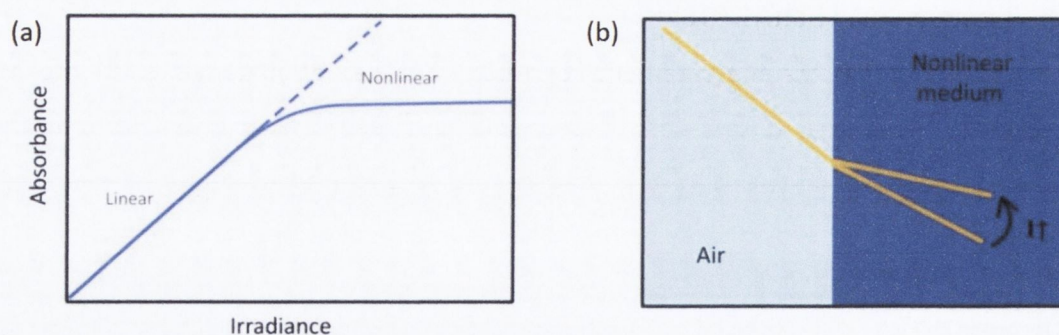 (a)
Absorbance
Linear
Nonlinear
Irradiance
(b)
Nonlinear
medium
Air
I↑